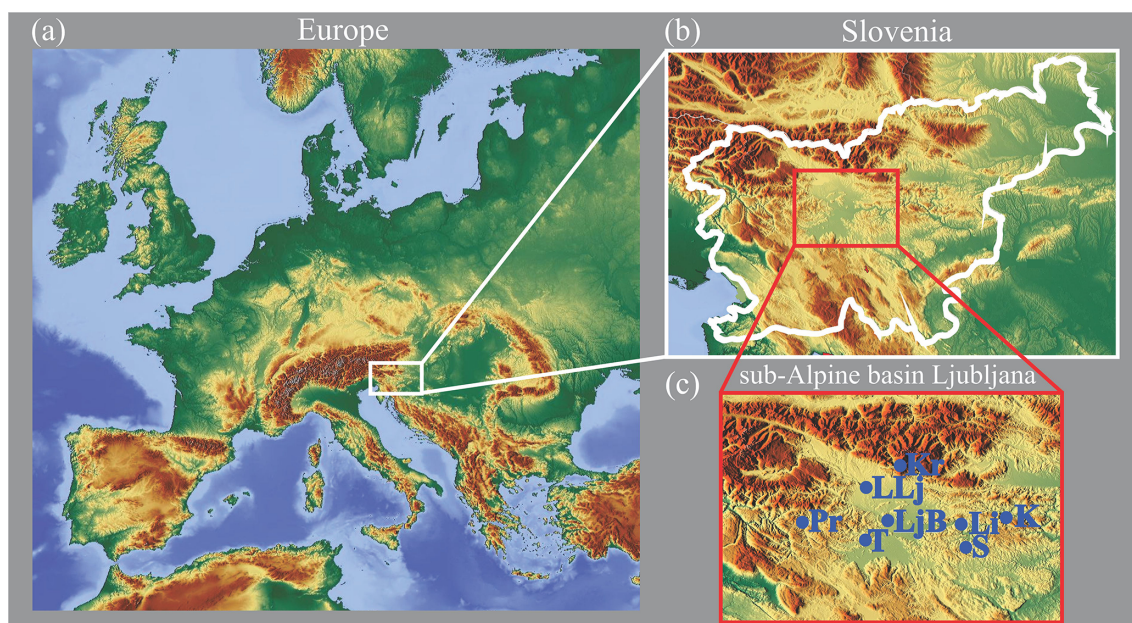 (a)
Europe
(b)
Slovenia
(c)
sub-Alpine basin Ljubljana
Kr
LLj
Pr
LjB
Li
K
T
S